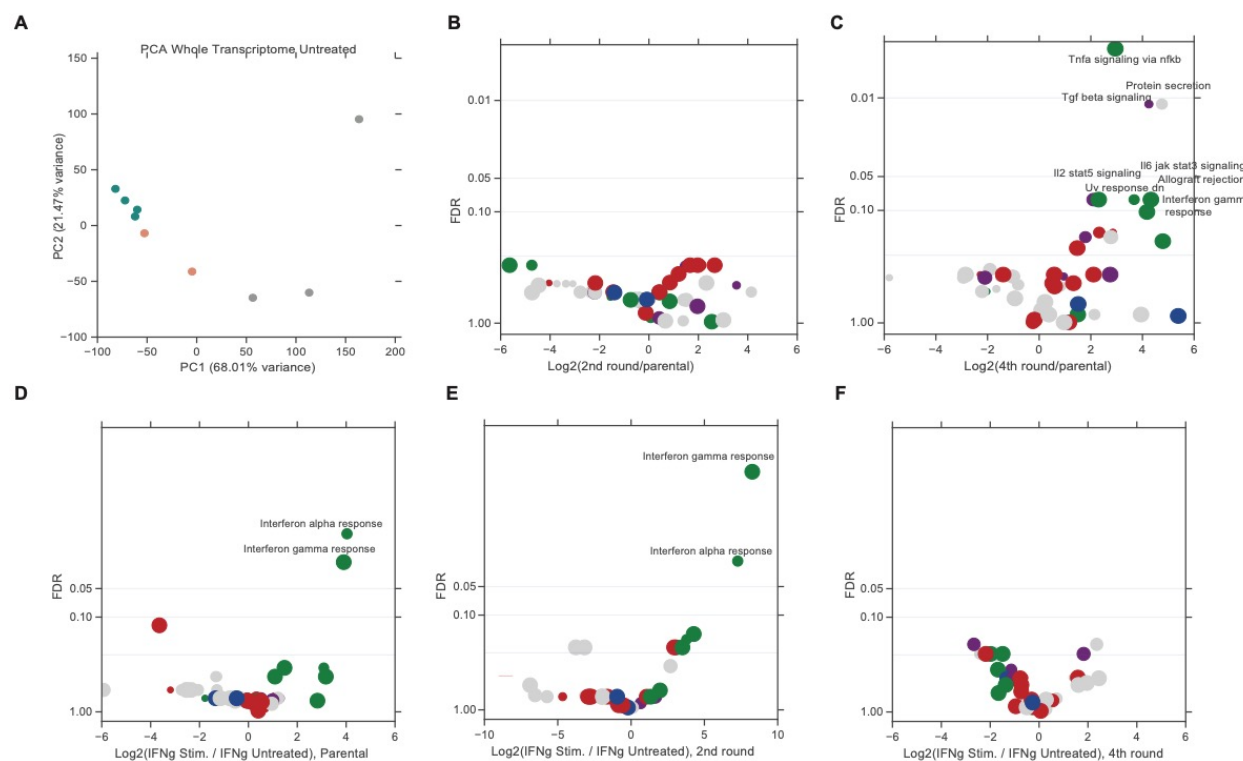 A
PCA Whole Transcriptome Untreated
150
100
50
0
−50
−100
PC2 (21.47% variance)
−100 −50 0 50 100 150 200
PC1 (68.01% variance)
B
0.01
0.05
0.10
1.00
FDR
−6 −4 −2 0 2 4 6
Log2(2nd round/parental)
C
Tnfa signaling via nfkb
Protein secretion
Tgf beta signaling
Il6 jak stat3 signaling
Il2 stat5 signaling
Allograft rejection
Uv response dn
Interferon gamm
response
0.01
0.05
0.10
1.00
FDR
−6 −4 −2 0 2 4 6
Log2(4th round/parental)
D
Interferon alpha response
Interferon gamma response
0.05
0.10
1.00
FDR
−6 −4 −2 0 2 4 6
Log2(IFNg Stim. / IFNg Untreated), Parental
E
Interferon gamma response
Interferon alpha response
0.05
0.10
1.00
FDR
−10 −5 0 5 10
Log2(IFNg Stim. / IFNg Untreated), 2nd round
F
0.05
0.10
1.00
FDR
−6 −4 −2 0 2 4 6
Log2(IFNg Stim. / IFNg Untreated), 4th round